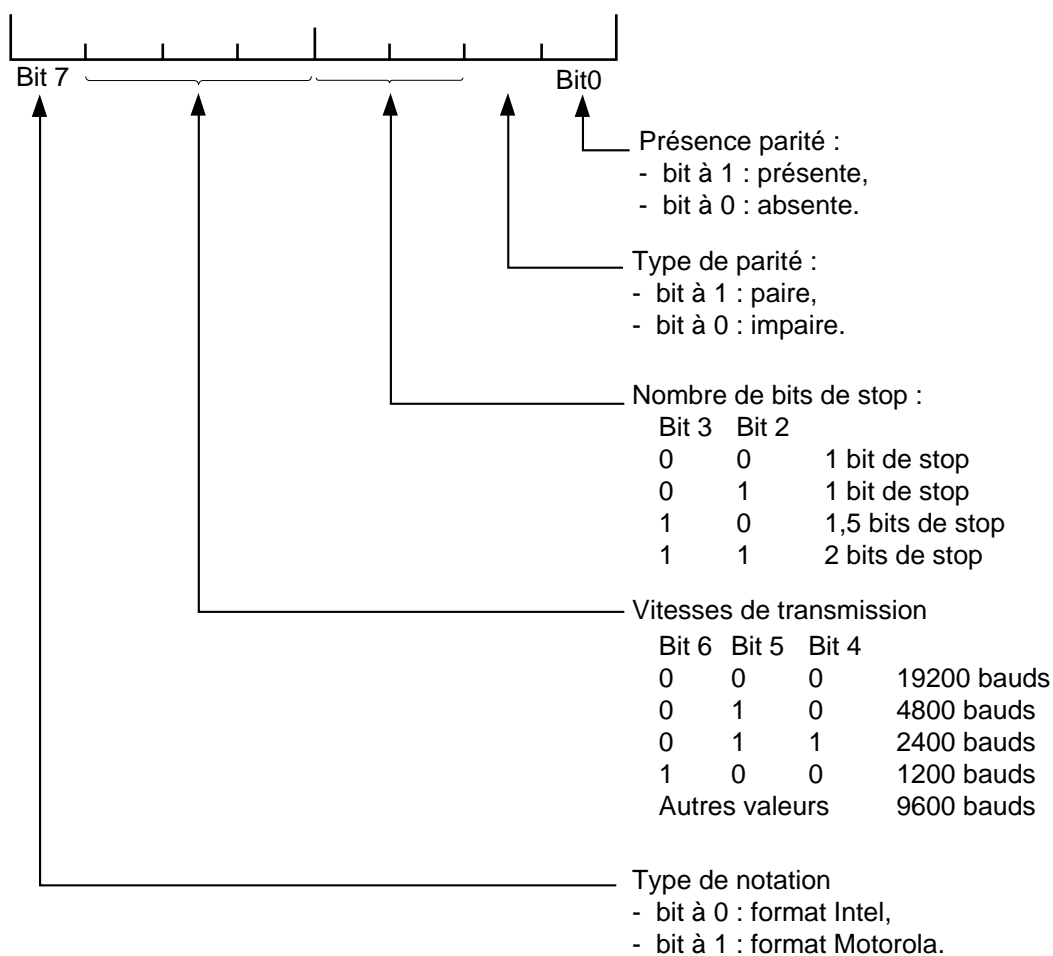 Bit 7 Bit0
Présence parité :
- bit à 1 : présente,
- bit à 0 : absente.
Type de parité :
- bit à 1 : paire,
- bit à 0 : impaire.
Nombre de bits de stop :
Bit 3 Bit 2
0 0 1 bit de stop
0 1 1 bit de stop
1 0 1,5 bits de stop
1 1 2 bits de stop
Vitesses de transmission
Bit 6 Bit 5 Bit 4
0 0 0 19200 bauds
0 1 0 4800 bauds
0 1 1 2400 bauds
1 0 0 1200 bauds
Autres valeurs 9600 bauds
Type de notation
- bit à 0 : format Intel,
- bit à 1 : format Motorola.